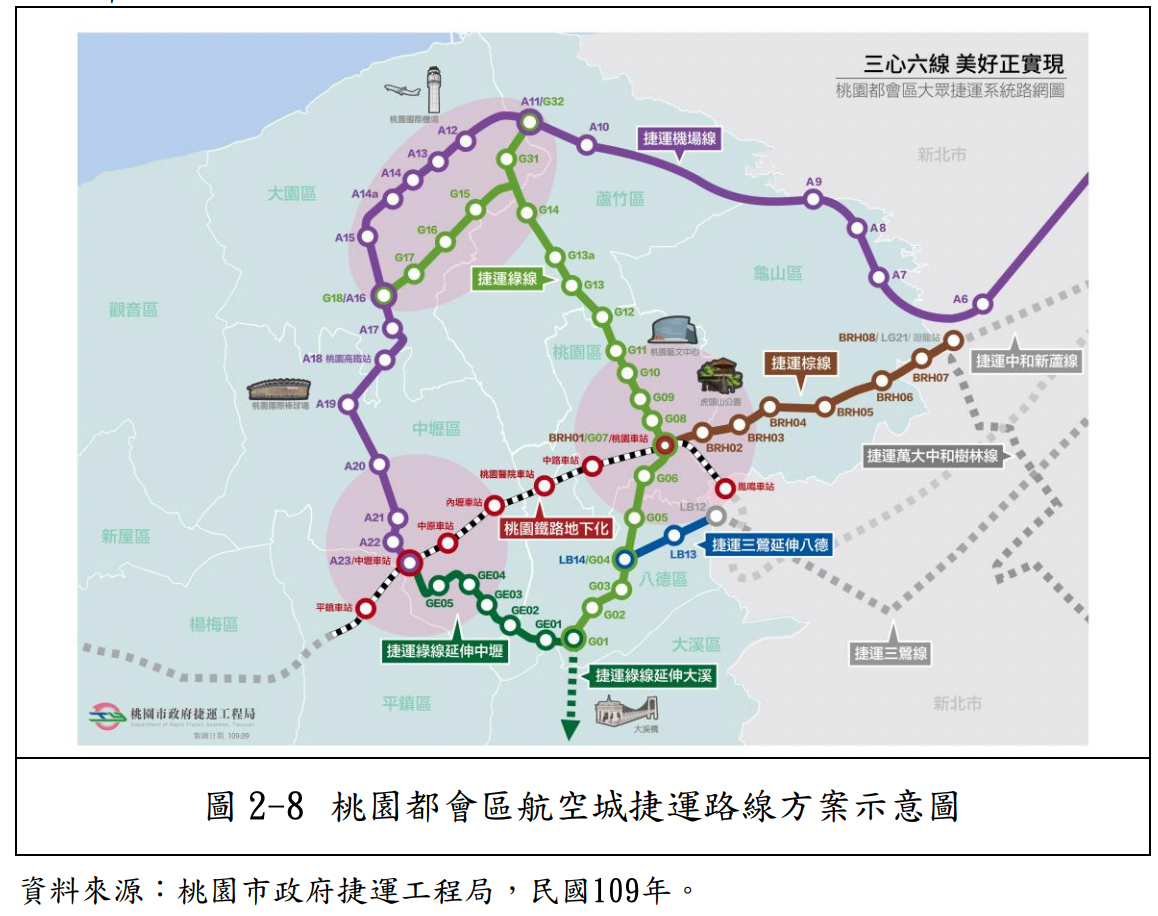 三心六線 美好正實現
桃園都會區大眾捷運系統路網圖
桃園國際機場
A11/G32
A12
A10
捷運機場線
新北市
A13
G31
A14
A14a
大園區
G15
蘆竹區
A9
G14
G16
A8
A15
G17
G13a
捷運綠線
G13
龜山區
A7
G18/A16
A6
觀音區
G12
A17
BRH08/ LG21/ 迴龍站
桃園區
G11
桃園藝文中心
捷運中和新蘆線
A18 桃園高鐵站
G10
捷運棕線
BRH07
虎頭山公園
BRH06
桃園國際棒球場
A19
G09
BRH05
G08
BRH04
中壢區
BRH01/G07/桃園車站
BRH03
BRH02
捷運萬大中和樹林線
A20
中路車站
桃園醫院車站
G06
鳳鳴車站
內壢車站
LB12
A21
G05
新屋區
中原車站
桃園鐵路地下化
A22
捷運三鶯延伸八德
LB13
A23/中壢車站
LB14/G04
八德區
GE04
G03
GE05
GE03
平鎮車站
GE02
G02
GE01
楊梅區
G01
大溪區
捷運綠線延伸中壢
捷運三鶯線
捷運綠線延伸大溪
平鎮區
新北市
大溪橋
桃園市政府捷運工程局
Department of Rapid Transit Systems, Taoyuan
製圖日期 109.09
圖 2-8 桃園都會區航空城捷運路線方案示意圖
資料來源：桃園市政府捷運工程局，民國109年。